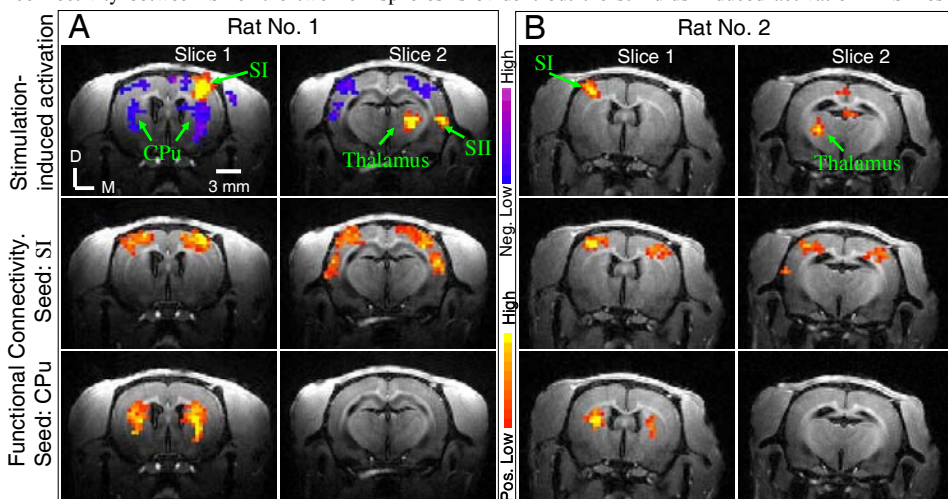 A
Rat No. 1
B
Rat No. 2
Slice 1
Slice 2
Slice 1
Slice 2
Stimulation-
induced activation
SI
CPu
D
M
3 mm
Thalamus
SII
SI
Thalamus
Neg. Low
High
Functional Connectivity.
Seed: SI
Seed: CPu
Pos. Low
High